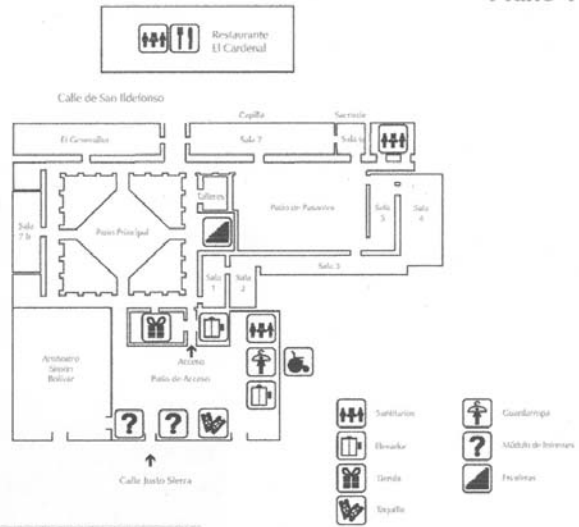 Restaurante
El Cardenal
Calle de San Ildefonso
Capilla
Sacristía
El Generalito
Sala 7
Sala 6
Talleres
Patio de Pasantes
Sala
7 B
Patio Principal
Sala
5
Sala
4
Sala 3
Sala
1
Sala
2
Acceso
Patio de Acceso
Anfiteatro
Simón
Bolívar
Calle Justo Sierra
Sanitarios
Guardarropa
Elevador
Módulo de Informes
Tienda
Escaleras
Taquilla